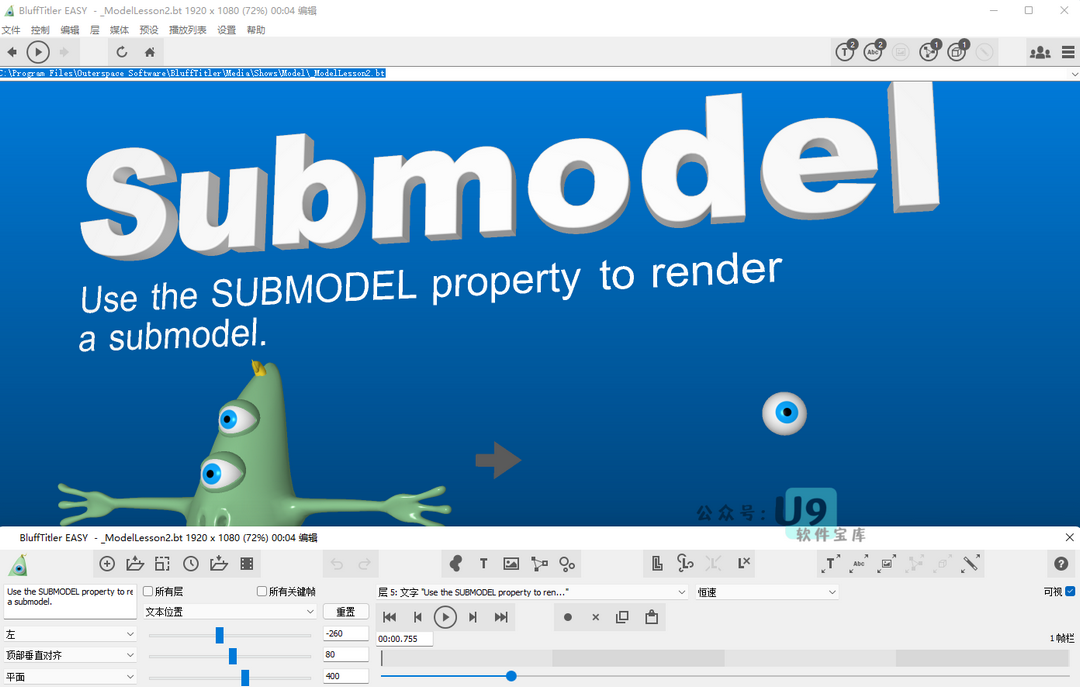 BluffTitler EASY - _ModelLesson2.bt 1920 x 1080 (72%) 00:04 编辑
文件 控制 编辑 层 媒体 预设 播放列表 设置 帮助
T 2 Abc 2 1 1
C:\Program Files\Outerspace Software\BluffTitler\Media\Shows\Model\_ModelLesson2.bt
Submodel
Use the SUBMODEL property to render
a submodel.
公众号: U9
软件宝库
BluffTitler EASY - _ModelLesson2.bt 1920 x 1080 (72%) 00:04 编辑
T L L× T Abc ?
Use the SUBMODEL property to re
a submodel.
所有层 所有关键帧
层 5: 文字 "Use the SUBMODEL property to ren..." 恒速 可视
文本位置 重置
左 -260 00:00.755 1 帧栏
顶部垂直对齐 80
平面 400